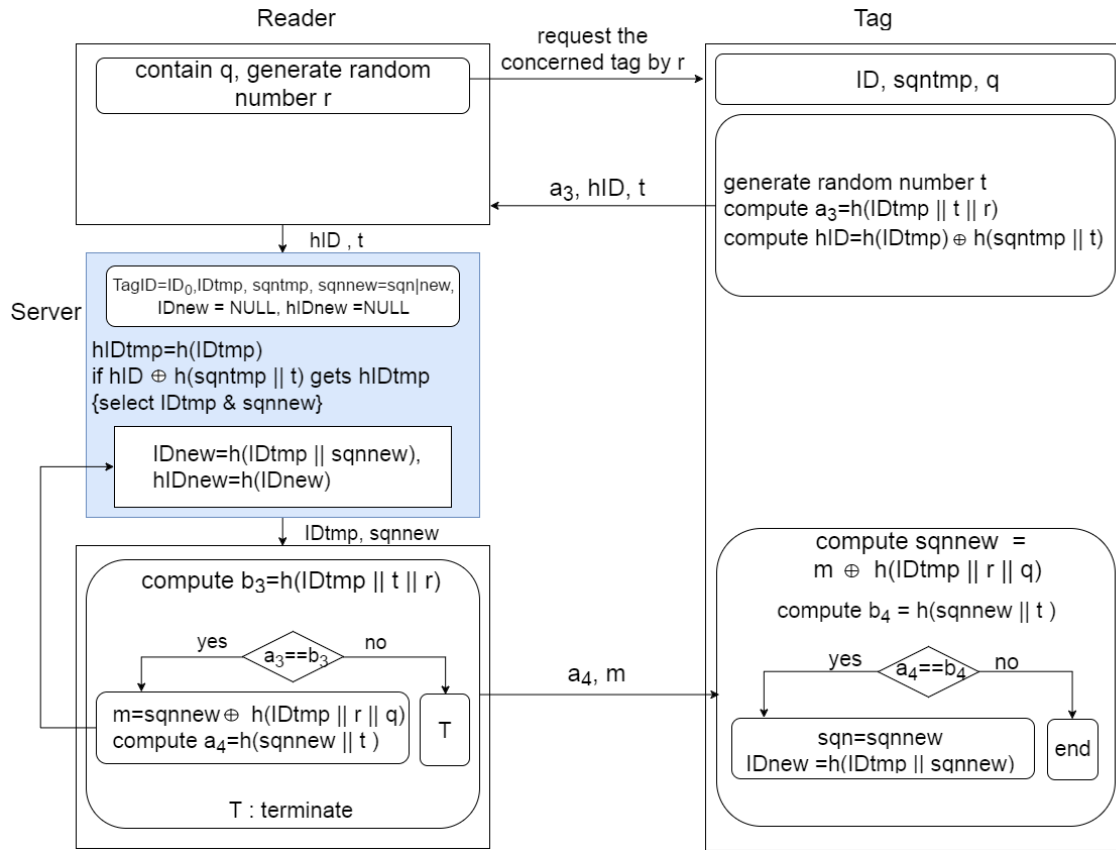 Reader
Tag
contain q, generate random
number r
request the
concerned tag by r
ID, sqntmp, q
generate random number t
compute a₃=h(IDtmp || t || r)
compute hID=h(IDtmp) ⊕ h(sqntmp || t)
a₃, hID, t
hID , t
Server
TagID=ID₀,IDtmp, sqntmp, sqnnew=sqn|new,
IDnew = NULL, hIDnew =NULL
hIDtmp=h(IDtmp)
if hID ⊕ h(sqntmp || t) gets hIDtmp
{select IDtmp & sqnnew}
IDnew=h(IDtmp || sqnnew),
hIDnew=h(IDnew)
IDtmp, sqnnew
compute b₃=h(IDtmp || t || r)
yes
a₃==b₃
no
m=sqnnew ⊕ h(IDtmp || r || q)
compute a₄=h(sqnnew || t )
T
T : terminate
a₄, m
compute sqnnew =
m ⊕ h(IDtmp || r || q)
compute b₄ = h(sqnnew || t )
yes
a₄==b₄
no
sqn=sqnnew
IDnew =h(IDtmp || sqnnew)
end